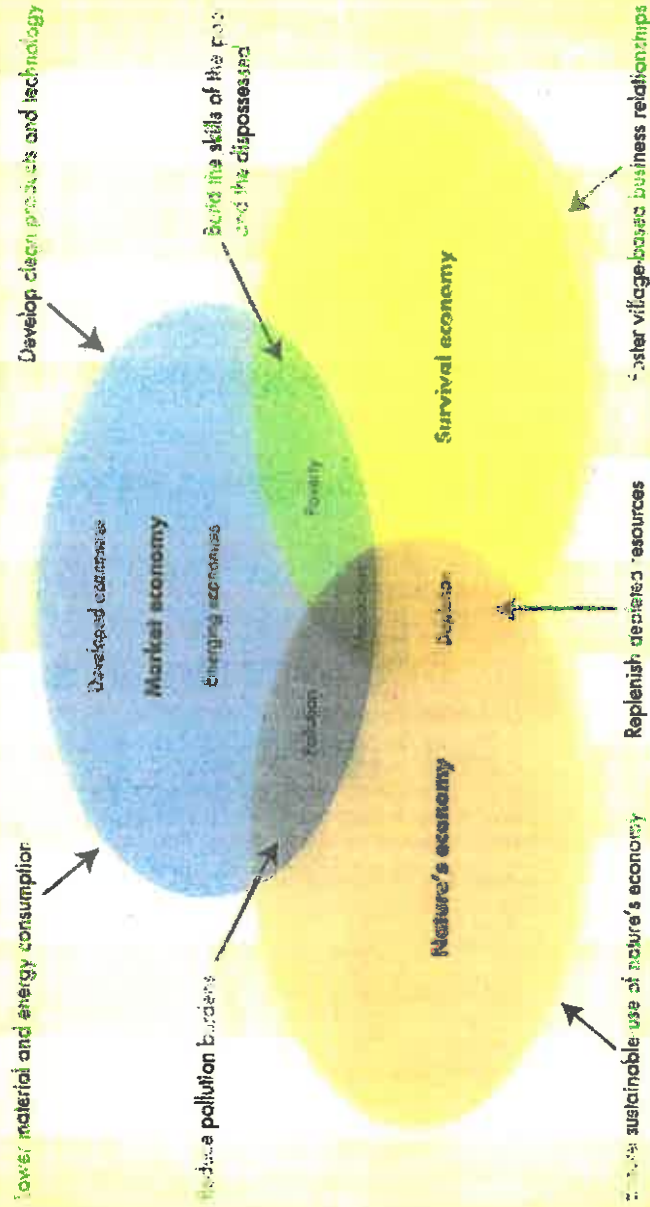 Lower material and energy consumption
Develop clean products and technology
Reduce pollution burdens
Build the skills of the
and the dispossessed
Developed economies
Market economy
Emerging economies
Pollution
Poverty
Depletion
Nature's economy
Survival economy
sustainable use of nature's economy
Replenish depleted resources
Foster village-based business relationships